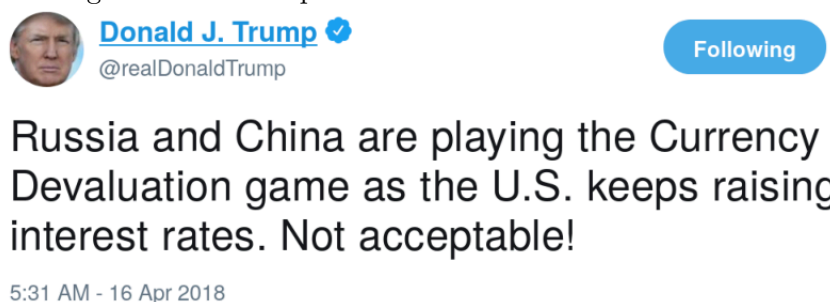 Donald J. Trump
@realDonaldTrump
Following
Russia and China are playing the Currency
Devaluation game as the U.S. keeps raising
interest rates. Not acceptable!
5:31 AM - 16 Apr 2018